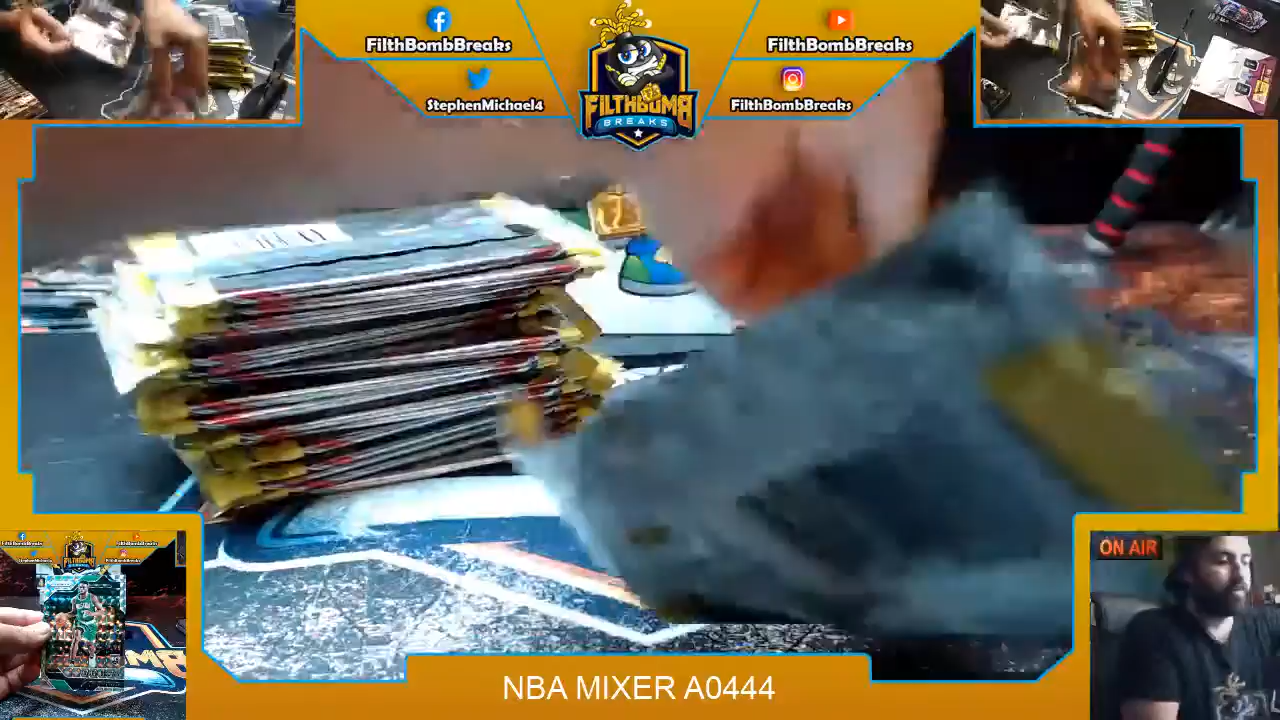 FilthBombBreaks
FilthBombBreaks
StephenMichael4
FilthBombBreaks
FILTHBOMB
BREAKS
ON AIR
NBA MIXER A0444